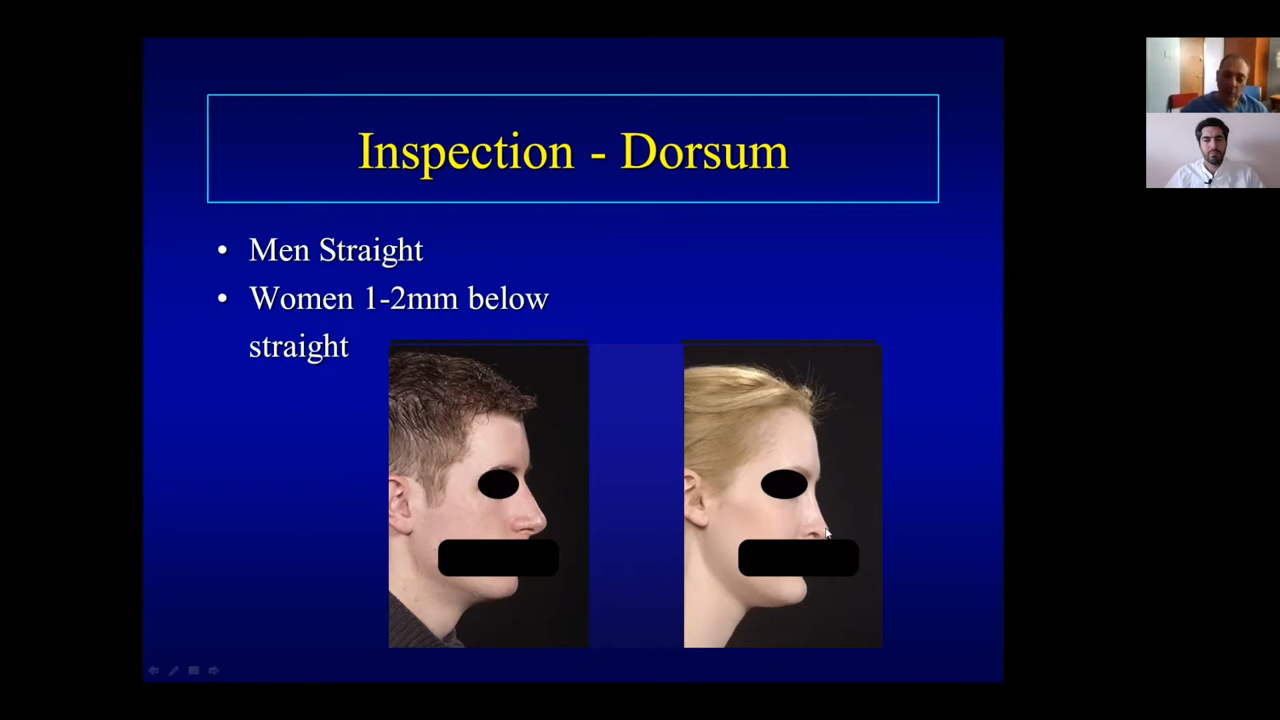 Inspection - Dorsum
• Men Straight
• Women 1-2mm below
straight